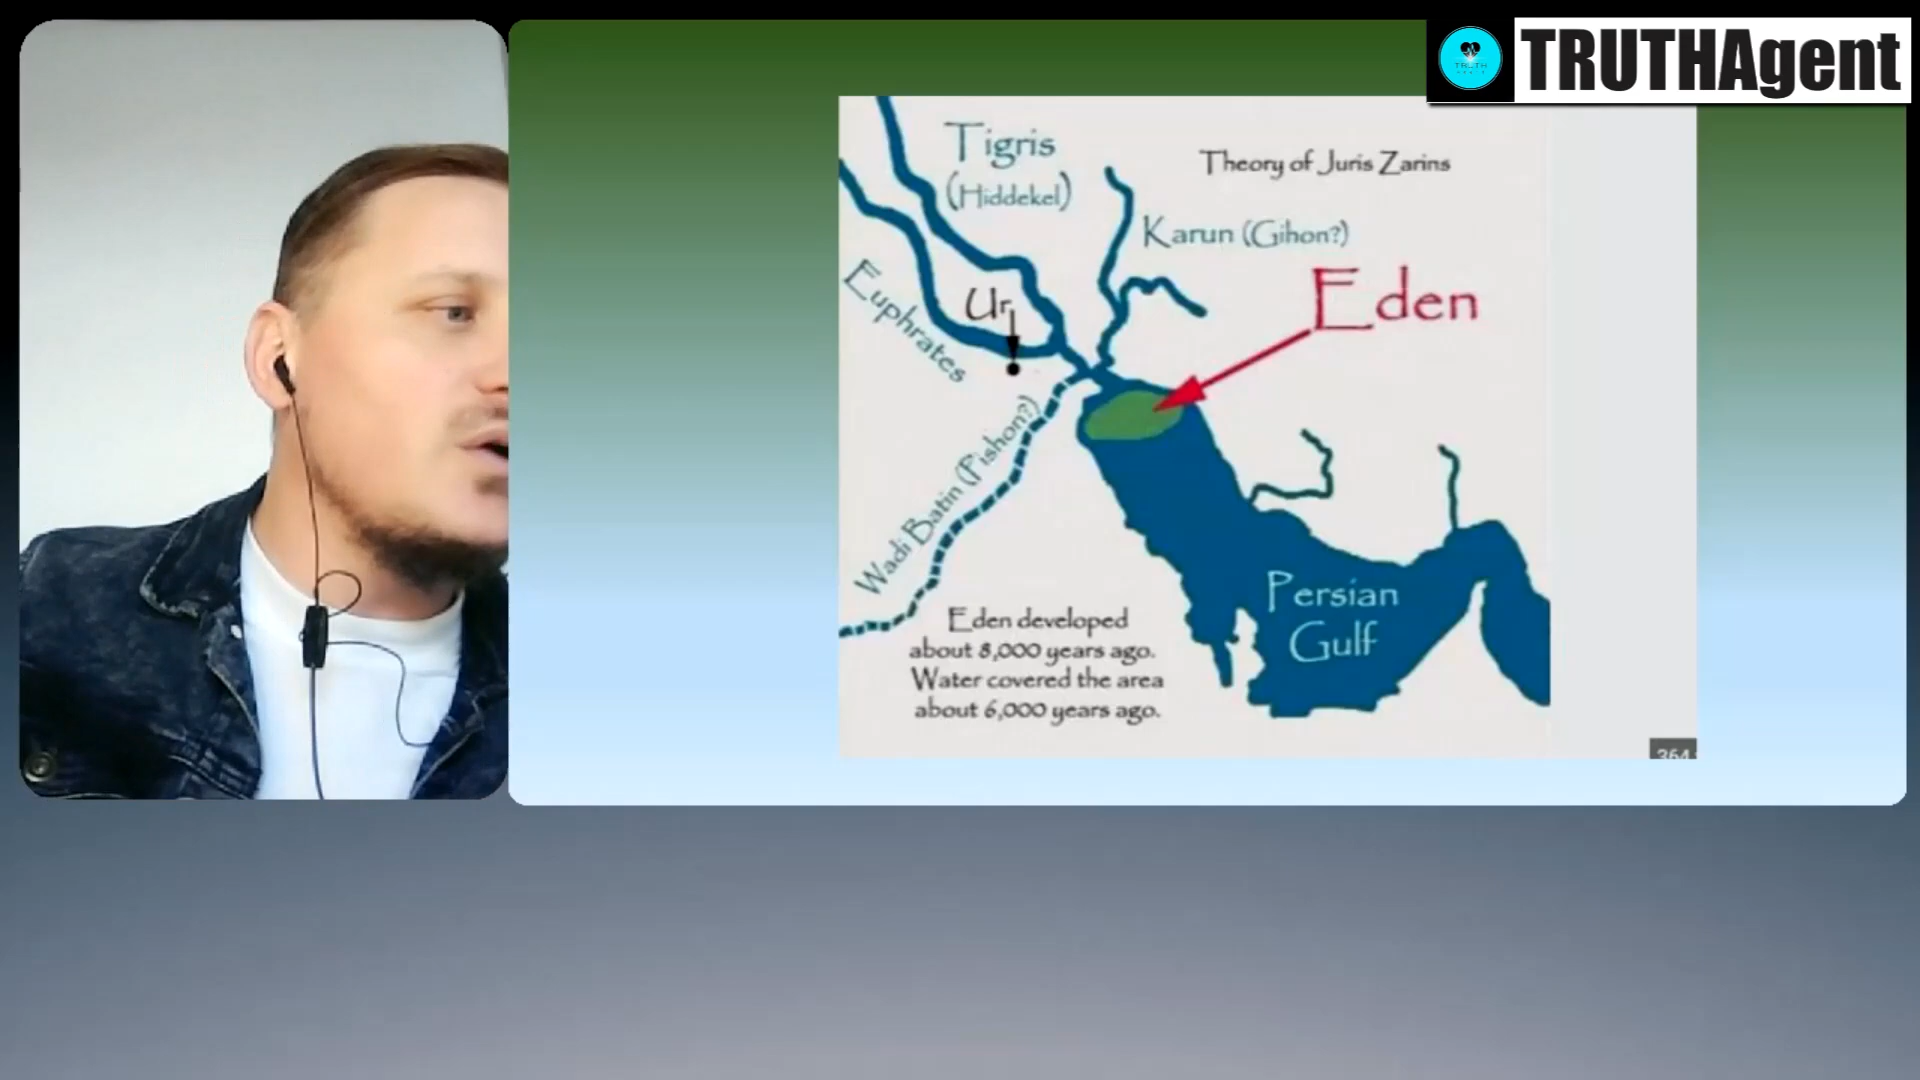 TRUTHAgent
Tigris
(Hiddekel)
Theory of Juris Zarins
Karun (Gihon?)
Eden
Euphrates
Ur
Wadi Batin (Pishon?)
Persian
Gulf
Eden developed
about 8,000 years ago.
Water covered the area
about 6,000 years ago.